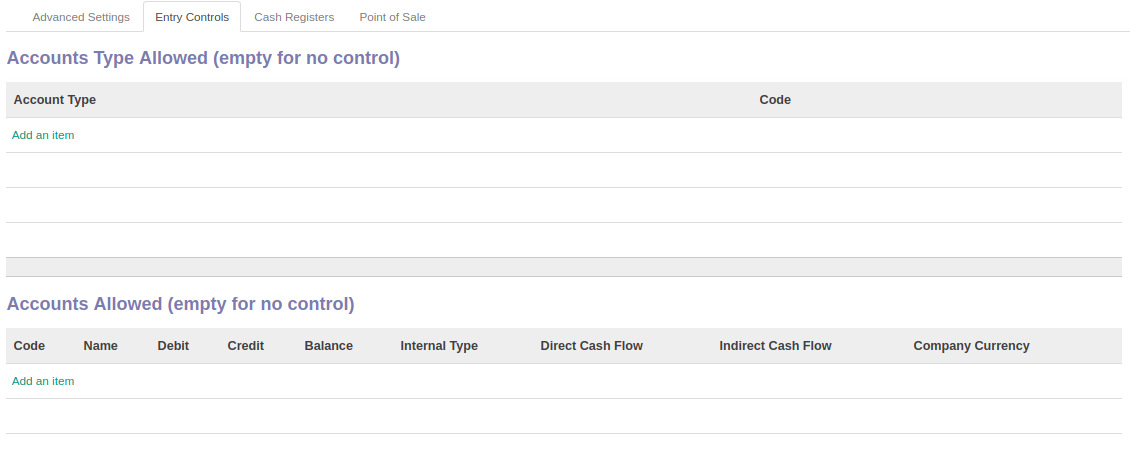 Advanced Settings Entry Controls Cash Registers Point of Sale
Accounts Type Allowed (empty for no control)
Account Type Code
Add an item
Accounts Allowed (empty for no control)
Code Name Debit Credit Balance Internal Type Direct Cash Flow Indirect Cash Flow Company Currency
Add an item